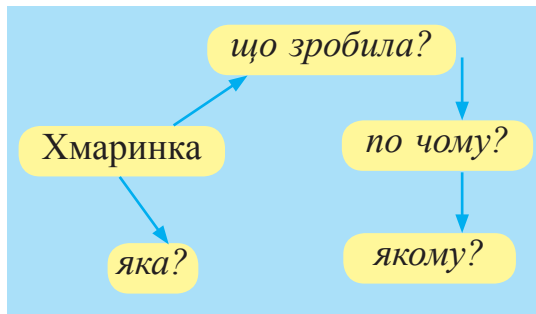 що зробила?
Хмаринка
по чому?
яка?
якому?